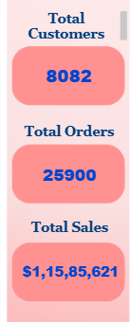 Total
Customers
8082
Total Orders
25900
Total Sales
$1,15,85,621